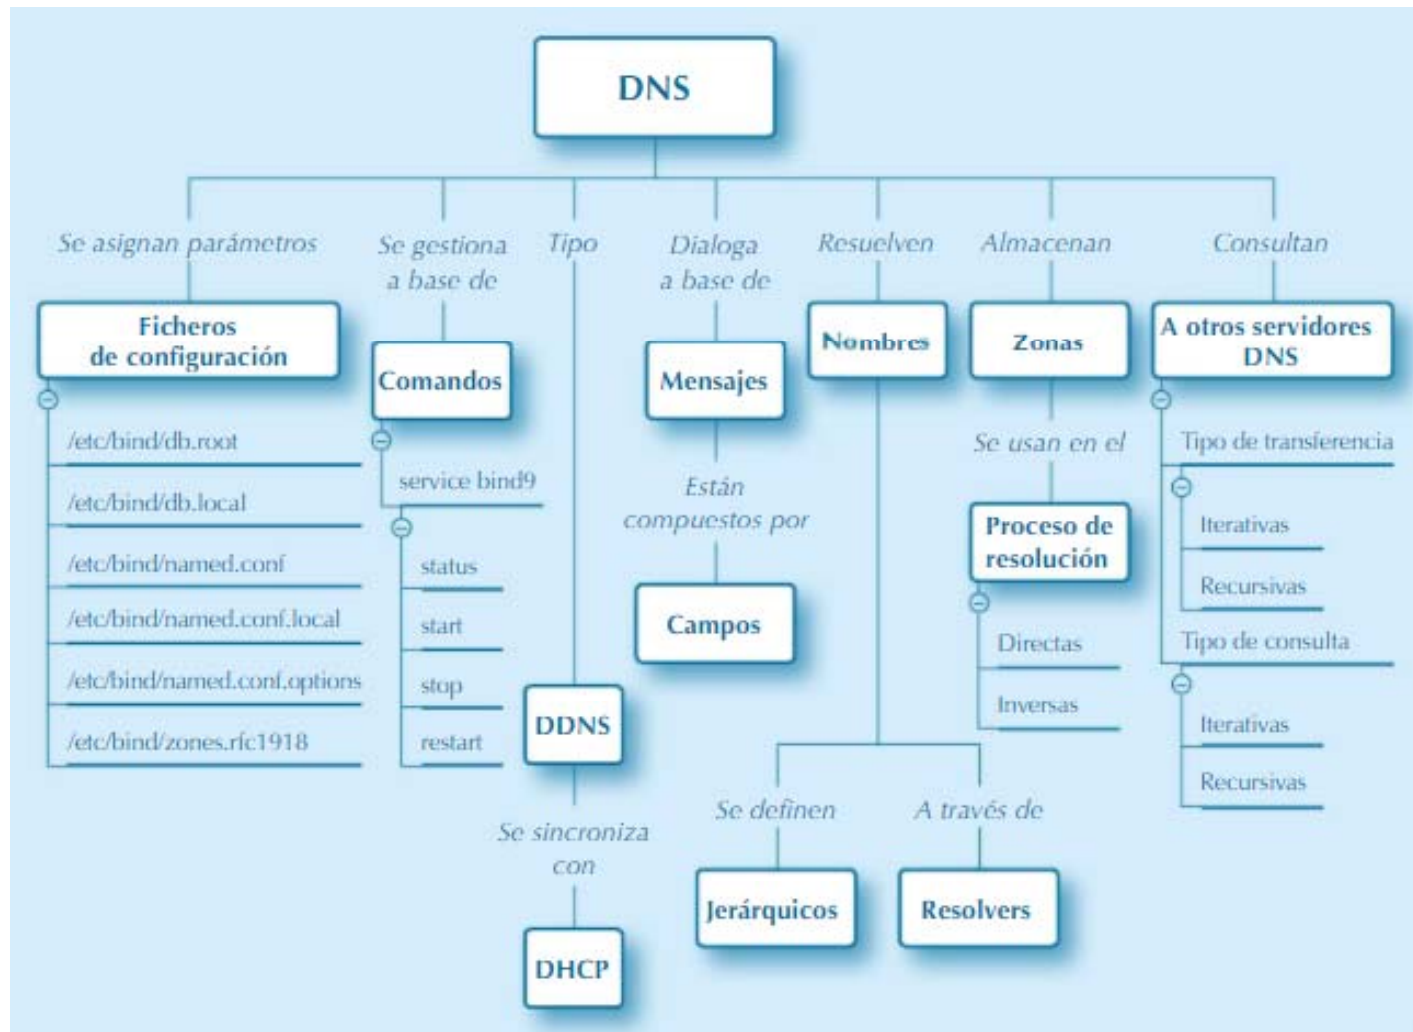 DNS
Se asignan parámetros
Ficheros
de configuración
/etc/bind/db.root
/etc/bind/db.local
/etc/bind/named.conf
/etc/bind/named.conf.local
/etc/bind/named.conf.options
/etc/bind/zones.rfc1918
Se gestiona
a base de
Comandos
service bind9
status
start
stop
restart
Tipo
DDNS
Se sincroniza
con
DHCP
Dialoga
a base de
Mensajes
Están
compuestos por
Campos
Resuelven
Nombres
Se definen
Jerárquicos
A través de
Resolvers
Almacenan
Zonas
Se usan en el
Proceso de
resolución
Directas
Inversas
Consultan
A otros servidores
DNS
Tipo de transferencia
Iterativas
Recursivas
Tipo de consulta
Iterativas
Recursivas